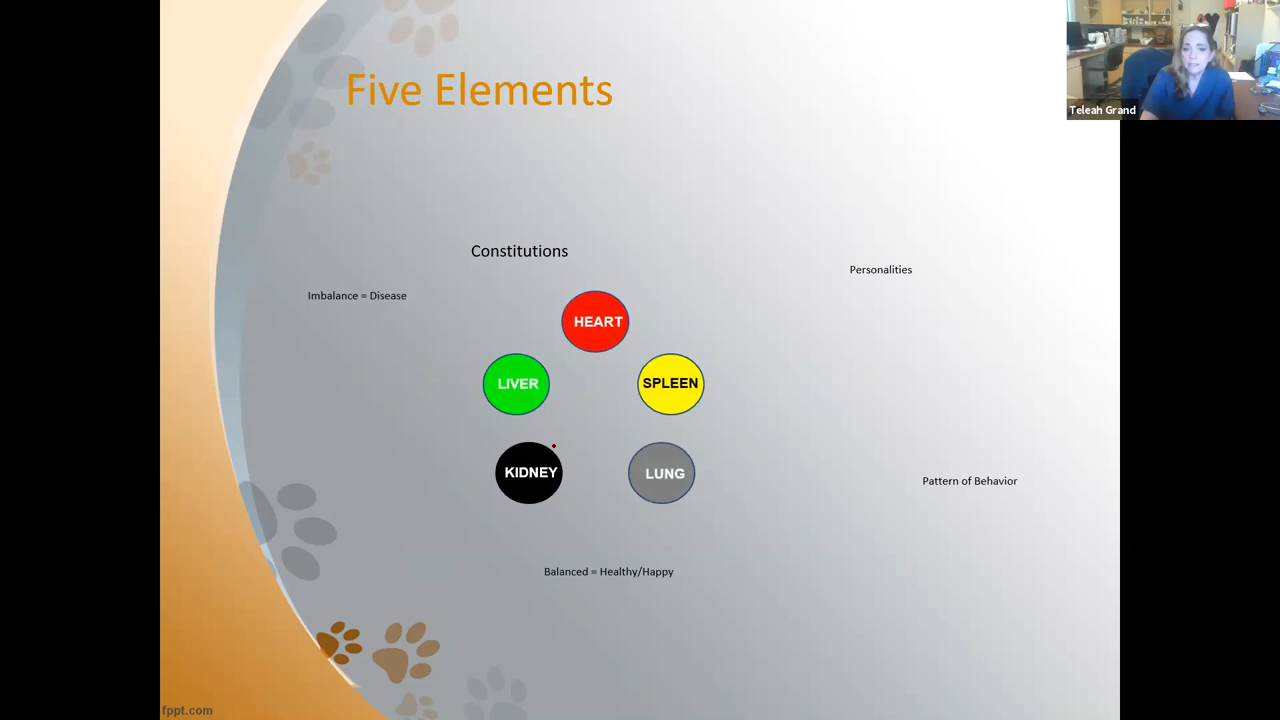 Teleah Grand
Five Elements
Constitutions
Personalities
Imbalance = Disease
HEART
LIVER
SPLEEN
KIDNEY
LUNG
Pattern of Behavior
Balanced = Healthy/Happy
fppt.com